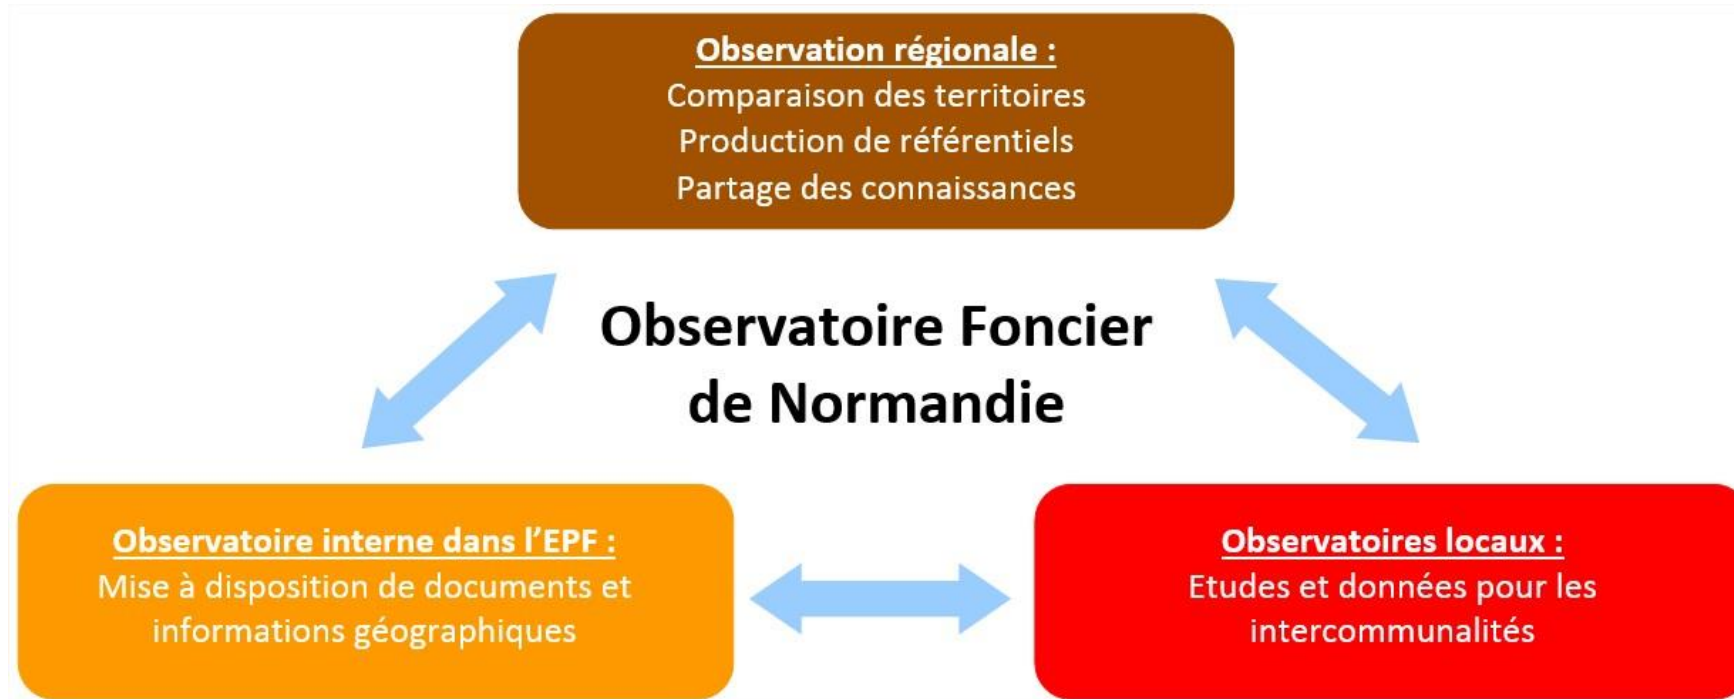 Observation régionale :
Comparaison des territoires
Production de référentiels
Partage des connaissances
Observatoire Foncier
de Normandie
Observatoire interne dans l'EPF :
Mise à disposition de documents et
informations géographiques
Observatoires locaux :
Etudes et données pour les
intercommunalités